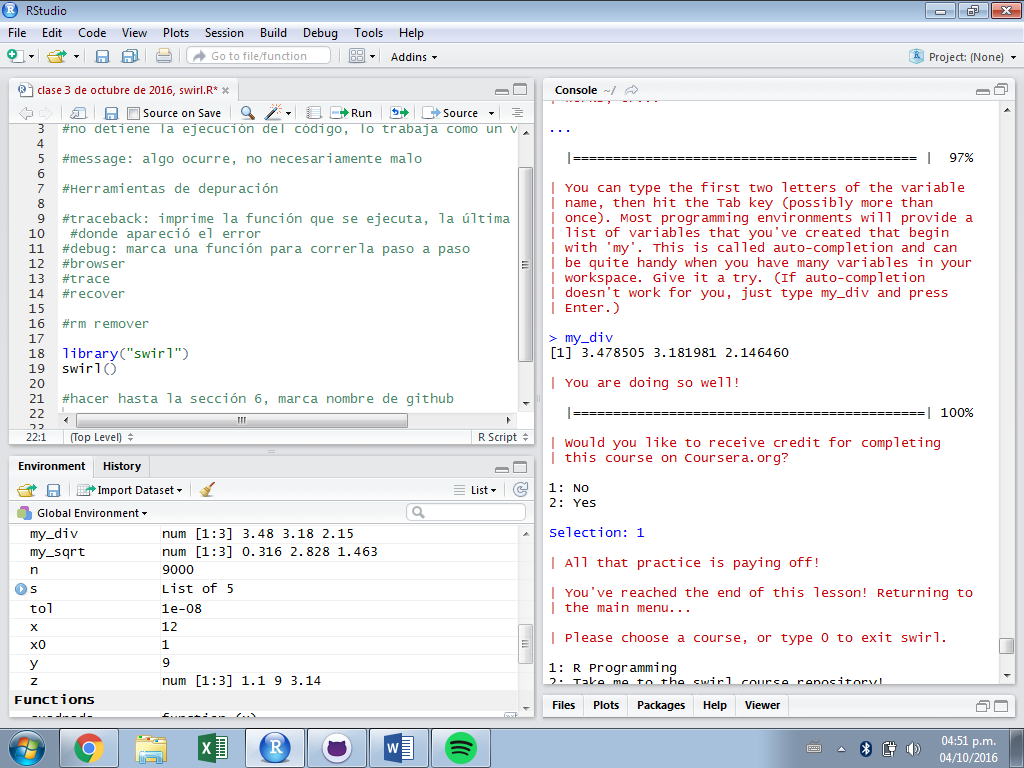 RStudio
File Edit Code View Plots Session Build Debug Tools Help
Go to file/function Addins Project: (None)
clase 3 de octubre de 2016, swirl.R*
Source on Save Run Source
3 #no detiene la ejecución del código, lo trabaja como un v
4
5 #message: algo ocurre, no necesariamente malo
6
7 #Herramientas de depuración
8
9 #traceback: imprime la función que se ejecuta, la última
10 #donde apareció el error
11 #debug: marca una función para correrla paso a paso
12 #browser
13 #trace
14 #recover
15
16 #rm remover
17
18 library("swirl")
19 swirl()
20
21 #hacer hasta la sección 6, marca nombre de github
22
23
22:1 (Top Level) R Script
Environment History
Import Dataset List
Global Environment
my_div num [1:3] 3.48 3.18 2.15
my_sqrt num [1:3] 0.316 2.828 1.463
n 9000
s List of 5
tol 1e-08
x 12
x0 1
y 9
z num [1:3] 1.1 9 3.14
Functions
function (x)
Console ~/
...
|=========================================== | 97%
| You can type the first two letters of the variable
| name, then hit the Tab key (possibly more than
| once). Most programming environments will provide a
| list of variables that you've created that begin
| with 'my'. This is called auto-completion and can
| be quite handy when you have many variables in your
| workspace. Give it a try. (If auto-completion
| doesn't work for you, just type my_div and press
| Enter.)
> my_div
[1] 3.478505 3.181981 2.146460
| You are doing so well!
|============================================| 100%
| Would you like to receive credit for completing
| this course on Coursera.org?
1: No
2: Yes
Selection: 1
| All that practice is paying off!
| You've reached the end of this lesson! Returning to
| the main menu...
| Please choose a course, or type 0 to exit swirl.
1: R Programming
2: Take me to the swirl course repository!
Files Plots Packages Help Viewer
04:51 p.m.
04/10/2016